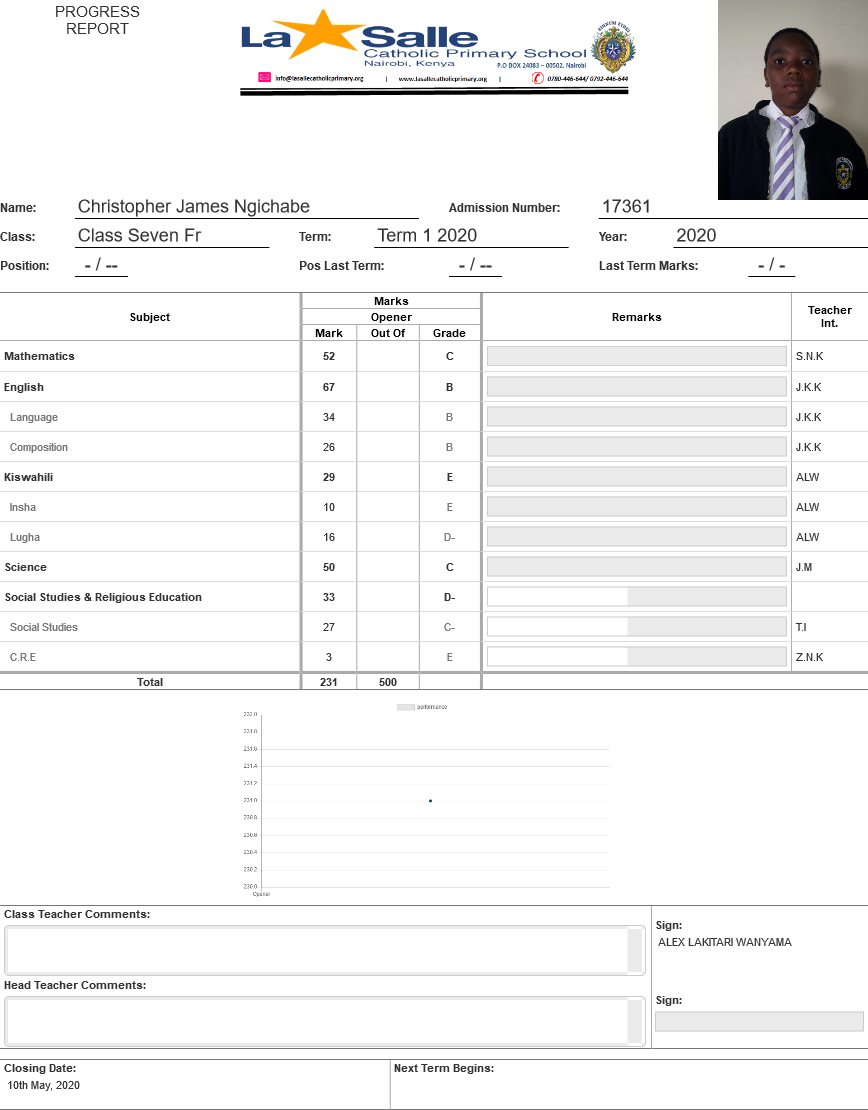 PROGRESS
REPORT
La Salle
Catholic Primary School
Nairobi, Kenya
P.O BOX 24083 – 00502, Nairobi
info@lasallecatholicprimary.org | www.lasallecatholicprimary.org | 0780-446-644/ 0792-446-644
Name: Christopher James Ngichabe Admission Number: 17361
Class: Class Seven Fr Term: Term 1 2020 Year: 2020
Position: - / -- Pos Last Term: - / -- Last Term Marks: - / -
Subject Marks Remarks Teacher Int.
Opener
Mark Out Of Grade
Mathematics 52 C S.N.K
English 67 B J.K.K
Language 34 B J.K.K
Composition 26 B J.K.K
Kiswahili 29 E ALW
Insha 10 E ALW
Lugha 16 D- ALW
Science 50 C J.M
Social Studies & Religious Education 33 D-
Social Studies 27 C- T.I
C.R.E 3 E Z.N.K
Total 231 500
performance
232.0
231.8
231.6
231.4
231.2
231.0
230.8
230.6
230.4
230.2
230.0
Opener
Class Teacher Comments:
Sign:
ALEX LAKITARI WANYAMA
Head Teacher Comments:
Sign:
Closing Date: Next Term Begins:
10th May, 2020